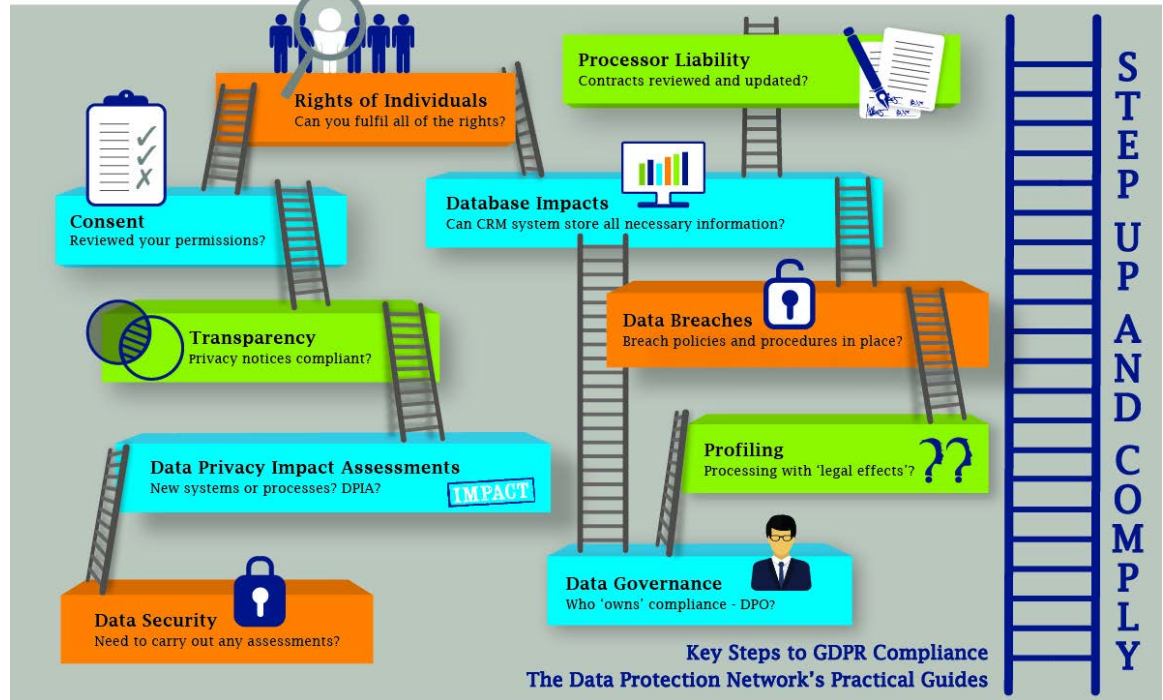 Rights of Individuals
Can you fulfil all of the rights?
Processor Liability
Contracts reviewed and updated?
Consent
Reviewed your permissions?
Database Impacts
Can CRM system store all necessary information?
Transparency
Privacy notices compliant?
Data Breaches
Breach policies and procedures in place?
Data Privacy Impact Assessments
New systems or processes? DPIA?
IMPACT
Profiling
Processing with ‘legal effects’?
??
Data Security
Need to carry out any assessments?
Data Governance
Who ‘owns’ compliance - DPO?
Key Steps to GDPR Compliance
The Data Protection Network’s Practical Guides
STEP UP AND COMPLY